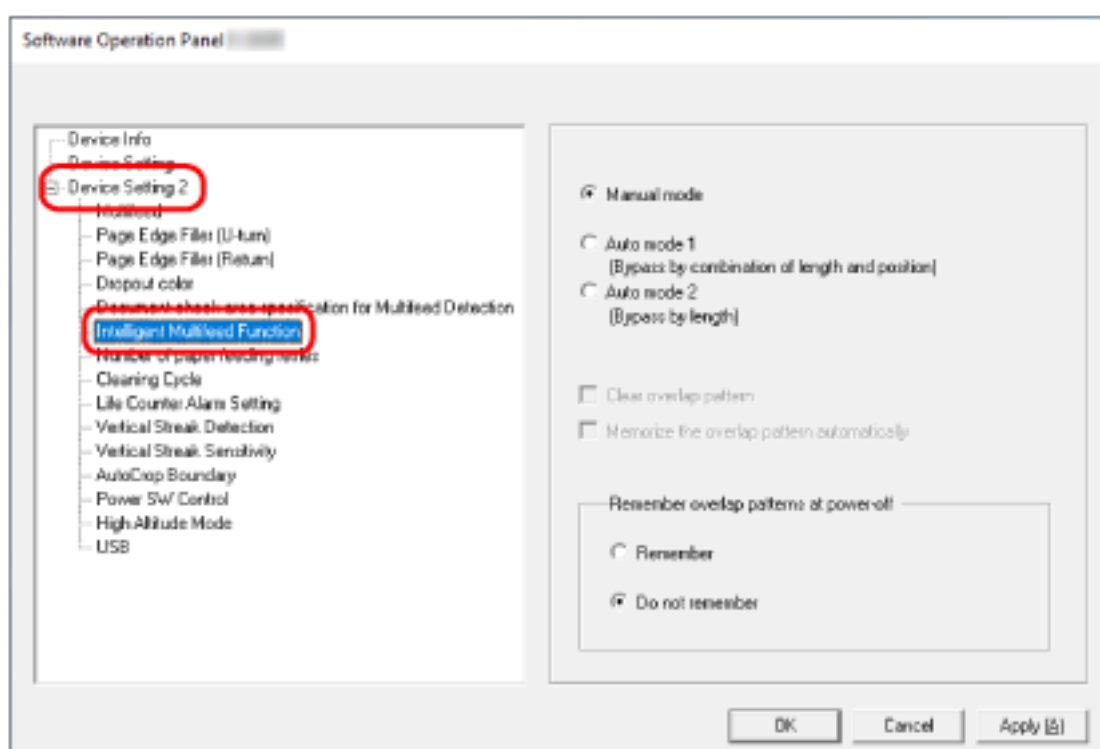 Software Operation Panel
Device Info
Device Setting
Device Setting 2
Multifeed
Page Edge Filler (U-turn)
Page Edge Filler (Return)
Dropout color
Document check area specification for Multifeed Detection
Intelligent Multifeed Function
Number of paper feeding retries
Cleaning Cycle
Life Counter Alarm Setting
Vertical Streak Detection
Vertical Streak Sensitivity
AutoCrop Boundary
Power SW Control
High Altitude Mode
USB
Manual mode
Auto mode 1
(Bypass by combination of length and position)
Auto mode 2
(Bypass by length)
Clear overlap pattern
Memorize the overlap pattern automatically
Remember overlap patterns at power-off
Remember
Do not remember
OK Cancel Apply (A)